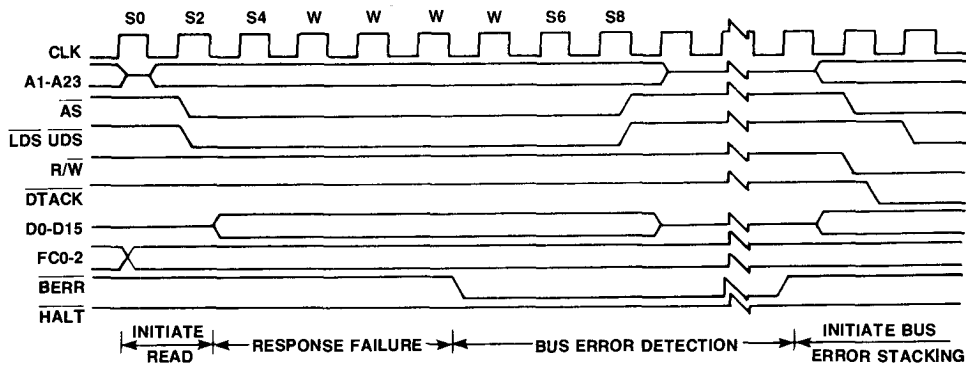 S0 S2 S4 W W W W S6 S8
CLK
A1-A23
AS
LDS UDS
R/W
DTACK
D0-D15
FC0-2
BERR
HALT
INITIATE READ
RESPONSE FAILURE
BUS ERROR DETECTION
INITIATE BUS ERROR STACKING